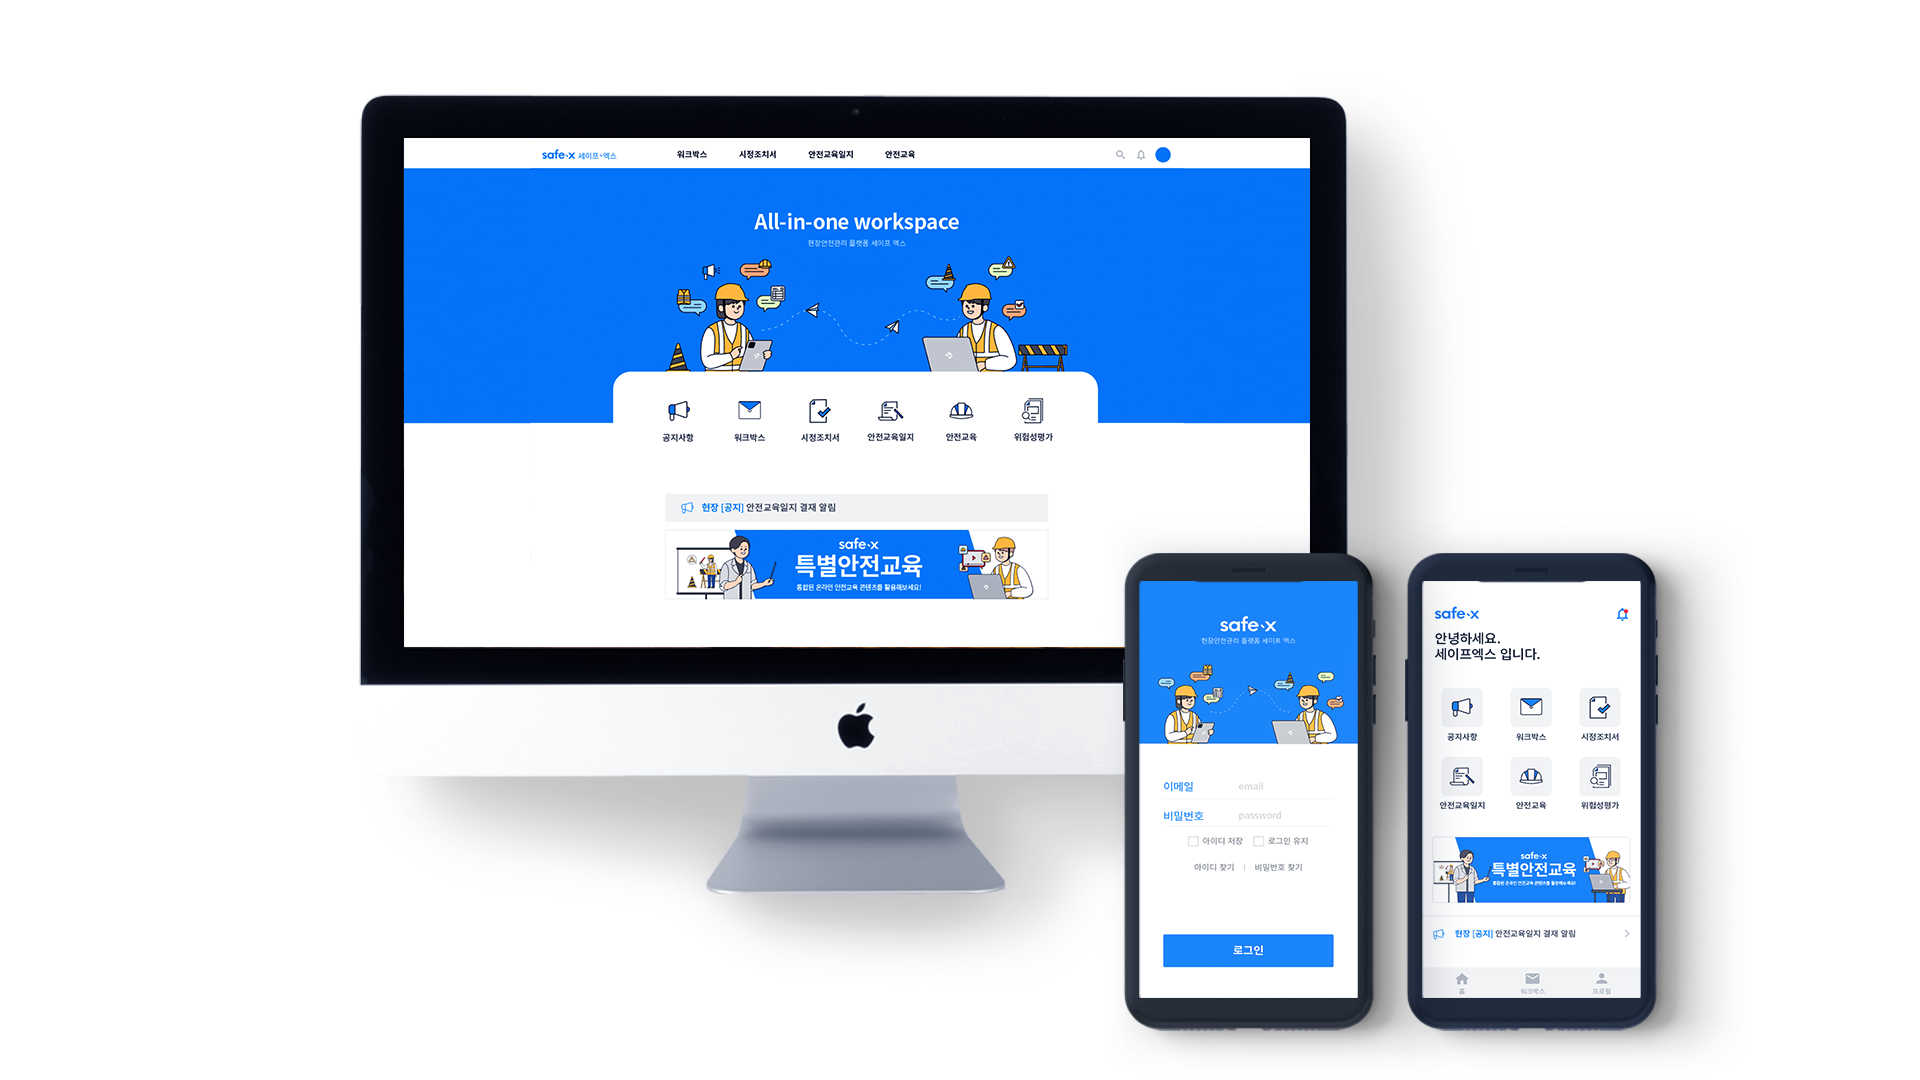 safe·x 세이프·엑스
워크박스 시정조치서 안전교육일지 안전교육
All-in-one workspace
현장안전관리 플랫폼 세이프 엑스
공지사항 워크박스 시정조치서 안전교육일지 안전교육 위험성평가
현장 [공지] 안전교육일지 결재 알림
safe·x
특별안전교육
통합된 온라인 안전교육 콘텐츠를 활용해보세요!
safe·x
현장안전관리 플랫폼 세이프 엑스
이메일 email
비밀번호 password
아이디 저장 로그인 유지
아이디 찾기 | 비밀번호 찾기
로그인
safe·x
안녕하세요.
세이프엑스 입니다.
공지사항 워크박스 시정조치서
안전교육일지 안전교육 위험성평가
safe·x
특별안전교육
통합된 온라인 안전교육 콘텐츠를 활용해보세요!
현장 [공지] 안전교육일지 결재 알림
홈 워크박스 프로필